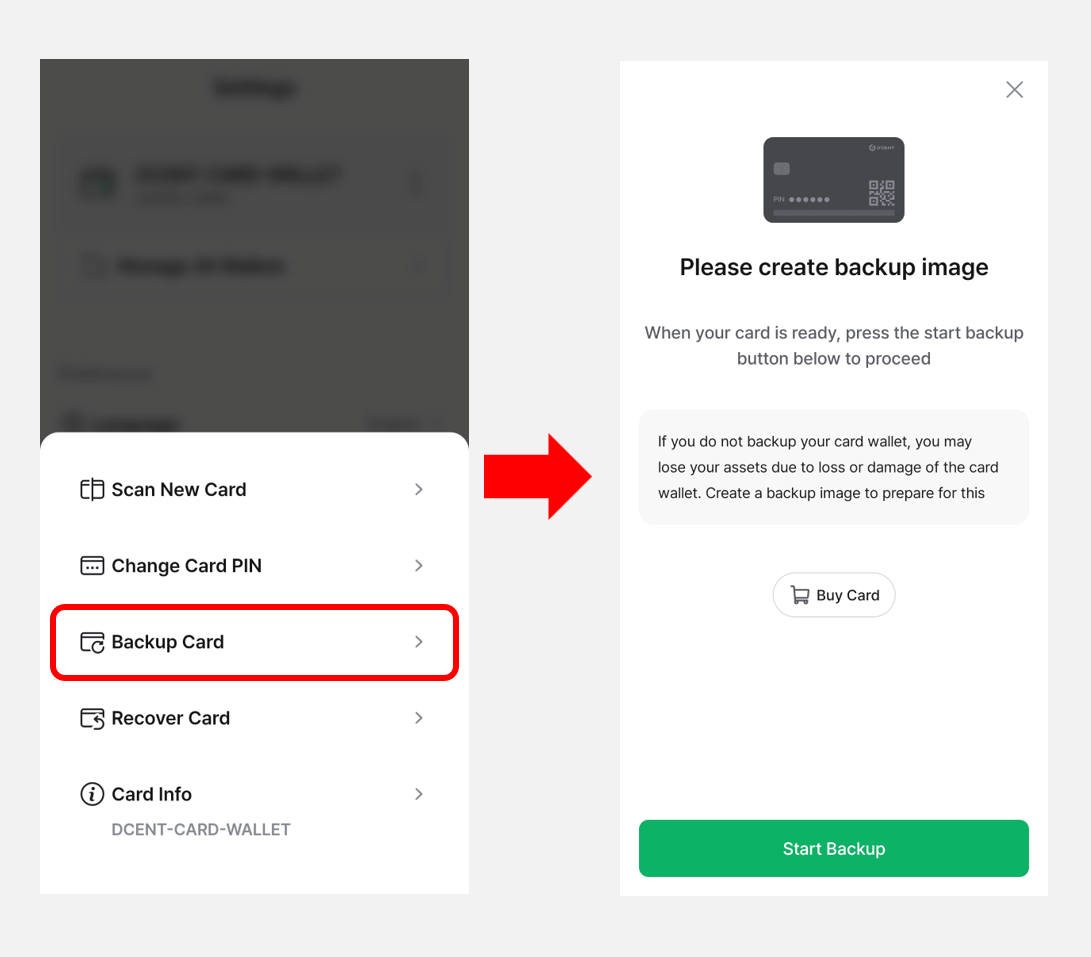 Settings
DCENT-CARD-WALLET
Manage All Wallets
Preferences
Language
Scan New Card
Change Card PIN
Backup Card
Recover Card
Card Info
DCENT-CARD-WALLET
D'CENT
PIN
Please create backup image
When your card is ready, press the start backup
button below to proceed
If you do not backup your card wallet, you may
lose your assets due to loss or damage of the card
wallet. Create a backup image to prepare for this
Buy Card
Start Backup